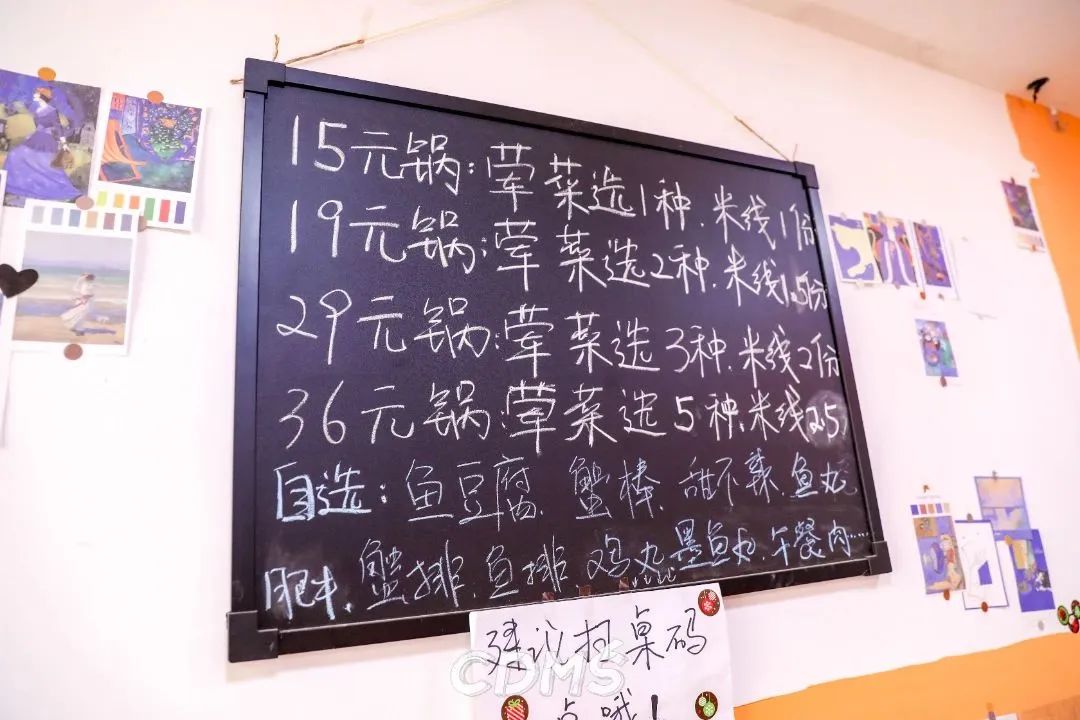 15元锅:荤菜选1种.米线1份
19元锅:荤菜选2种.米线1.5份
29元锅:荤菜选3种.米线2份
36元锅:荤菜选5种.米线2.5
自选:鱼豆腐.蟹棒.甜不辣.鱼丸
肥牛.蟹排.鱼排.鸡丸.墨鱼丸.午餐肉……
建议扫桌码
点哦!
CDMS